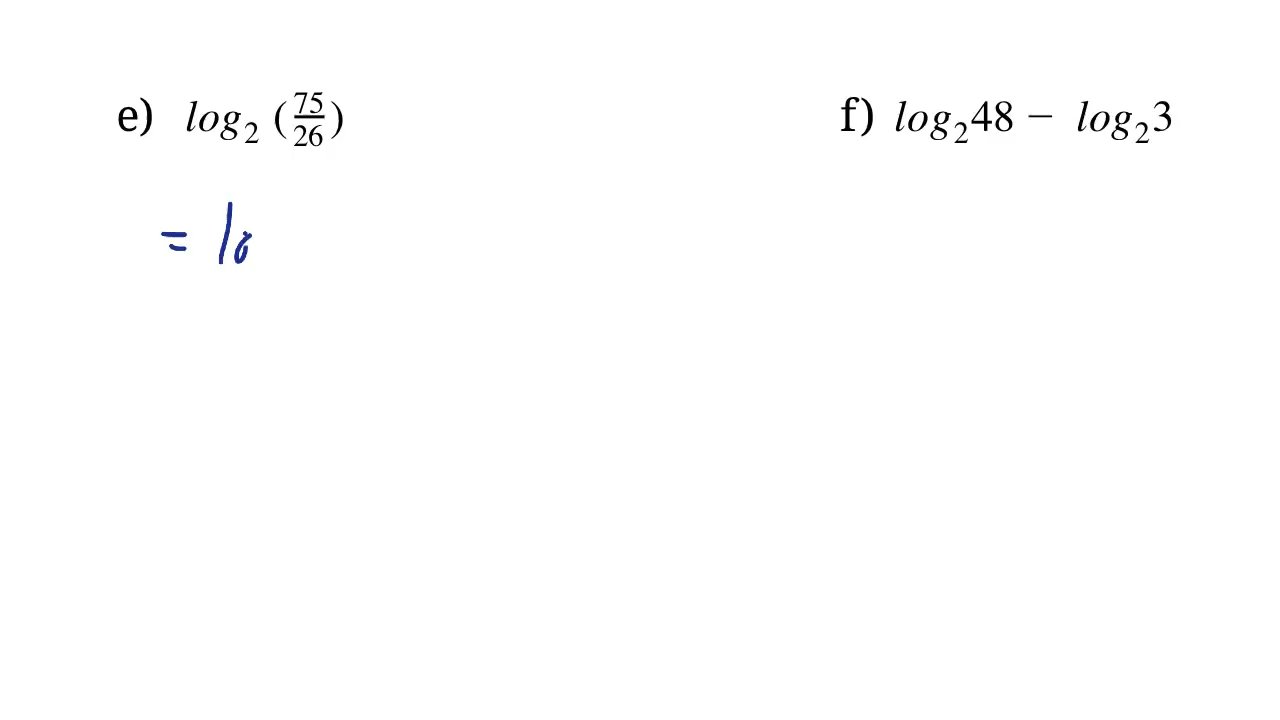 e) log₂ (75/26)
f) log₂48 − log₂3
= lo